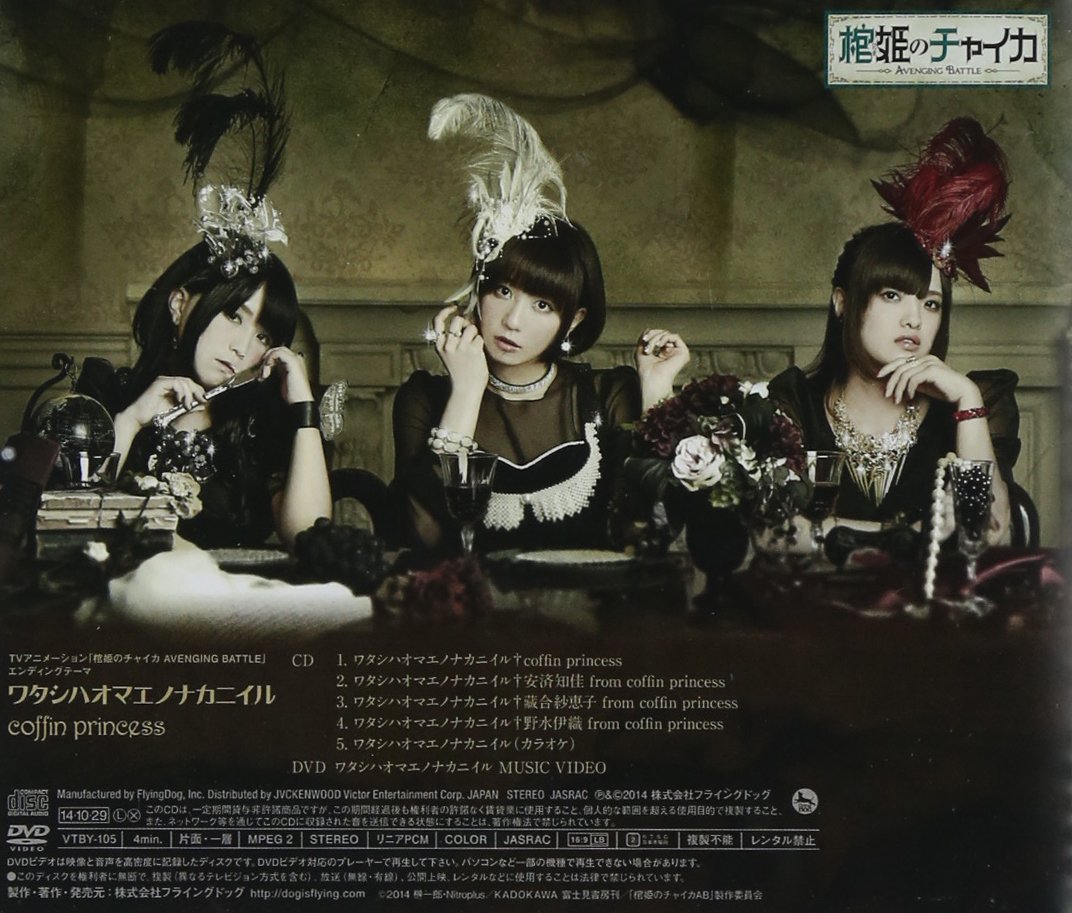 棺姫のチャイカ
AVENGING BATTLE
TVアニメーション「棺姫のチャイカ AVENGING BATTLE」
エンディングテーマ
ワタシハオマエノナカニイル
coffin princess
CD
1. ワタシハオマエノナカニイル†coffin princess
2. ワタシハオマエノナカニイル†安済知佳 from coffin princess
3. ワタシハオマエノナカニイル†藏合紗恵子 from coffin princess
4. ワタシハオマエノナカニイル†野水伊織 from coffin princess
5. ワタシハオマエノナカニイル（カラオケ）
DVD ワタシハオマエノナカニイル MUSIC VIDEO
COMPACT disc DIGITAL AUDIO
Manufactured by FlyingDog, Inc. Distributed by JVCKENWOOD Victor Entertainment Corp. JAPAN STEREO JASRAC ℗&©2014 株式会社フライングドッグ
14・10・29 Ⓛ Ⓧ このCDは、一定期間貸与非許諾商品ですが、この期間経過後も権利者の許諾なく賃貸業に使用すること、個人的な範囲を超える使用目的で複製すること、
また、ネットワーク等を通じてこのCDに収録された音を送信できる状態にすることは、著作権法で禁じられています。
DVD VIDEO
VTBY-105 4min. 片面・一層 MPEG 2 STEREO リニアPCM COLOR JASRAC 16:9 LB 2 複製不能 レンタル禁止
DVDビデオは映像と音声を高密度に記録したディスクです。DVDビデオ対応のプレーヤーで再生して下さい。パソコンなど一部の機種で再生できない場合があります。
●このディスクを権利者に無断で、複製（異なるテレビジョン方式を含む）、放送（無線・有線）、公開上映、レンタルなどに使用することは法律で禁じられています。
製作・著作・発売元：株式会社フライングドッグ http://dogisflying.com ©2014 榊一郎・Nitroplus／KADOKAWA 富士見書房刊／「棺姫のチャイカAB」製作委員会